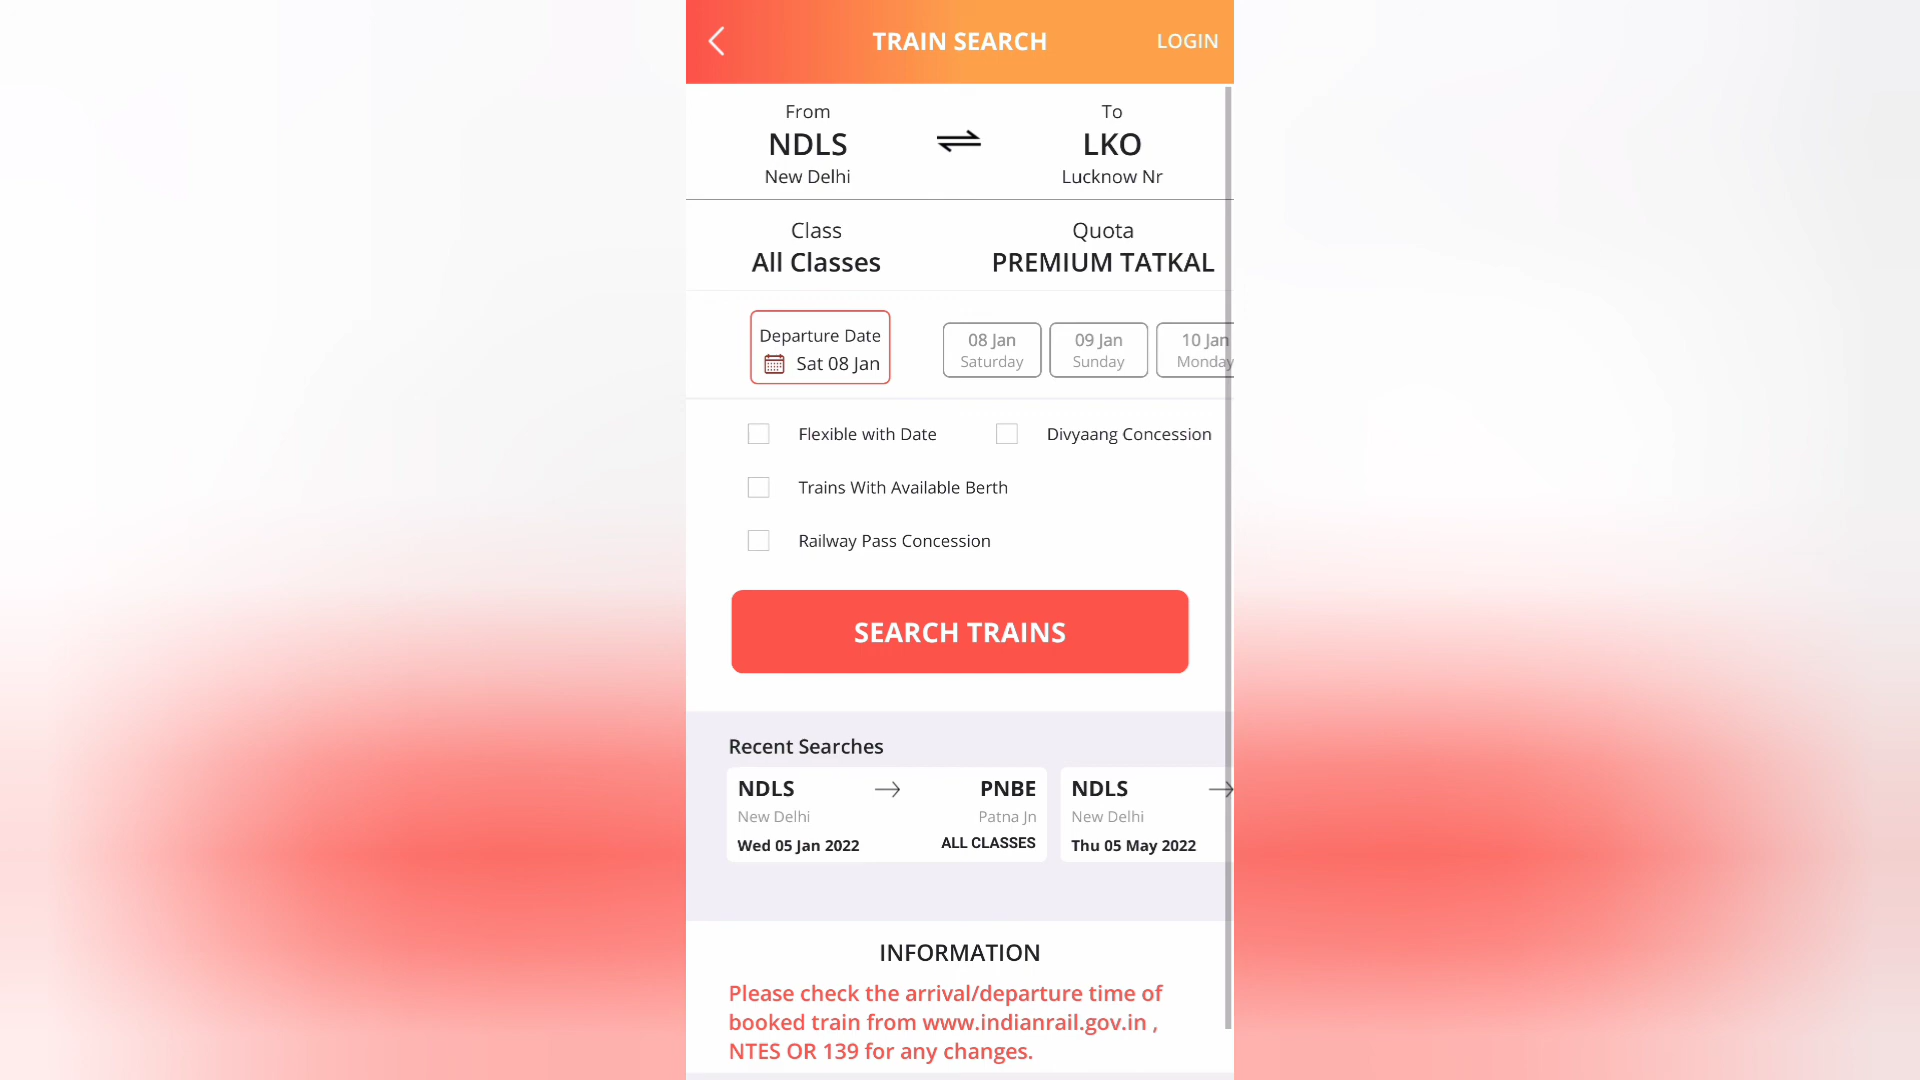 TRAIN SEARCH
LOGIN
From
To
NDLS
LKO
New Delhi
Lucknow Nr
Class
Quota
All Classes
PREMIUM TATKAL
Departure Date
Sat 08 Jan
08 Jan
Saturday
09 Jan
Sunday
10 Jan
Monday
Flexible with Date
Divyaang Concession
Trains With Available Berth
Railway Pass Concession
SEARCH TRAINS
Recent Searches
NDLS
PNBE
New Delhi
Patna Jn
Wed 05 Jan 2022
ALL CLASSES
NDLS
New Delhi
Thu 05 May 2022
INFORMATION
Please check the arrival/departure time of
booked train from www.indianrail.gov.in ,
NTES OR 139 for any changes.